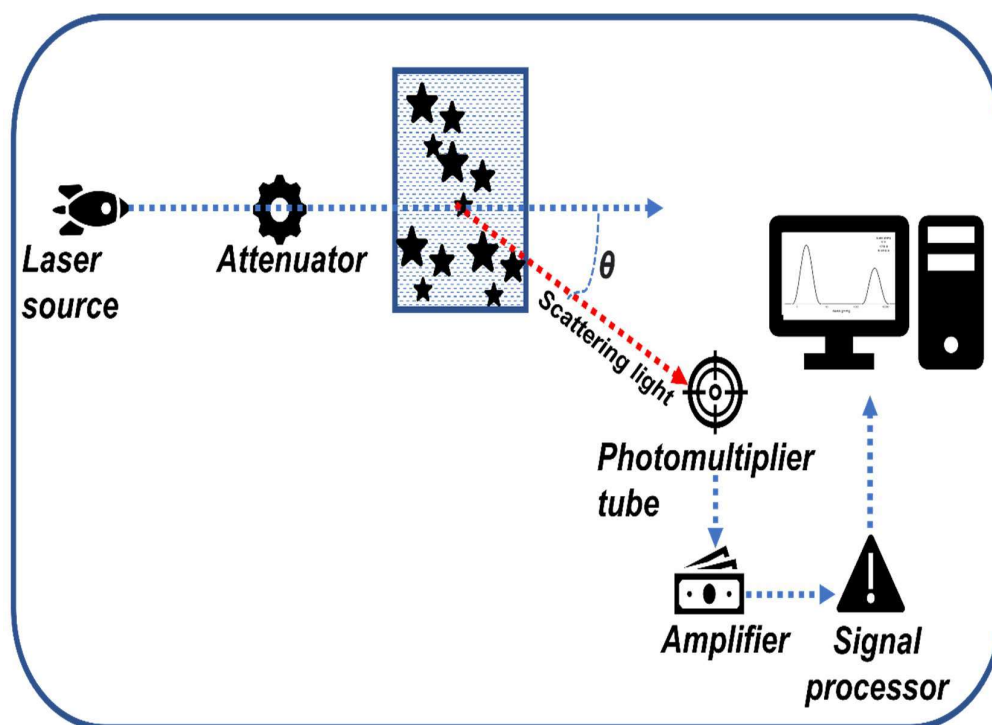 Laser
source
Attenuator
θ
Scattering light
Photomultiplier
tube
Amplifier
Signal
processor